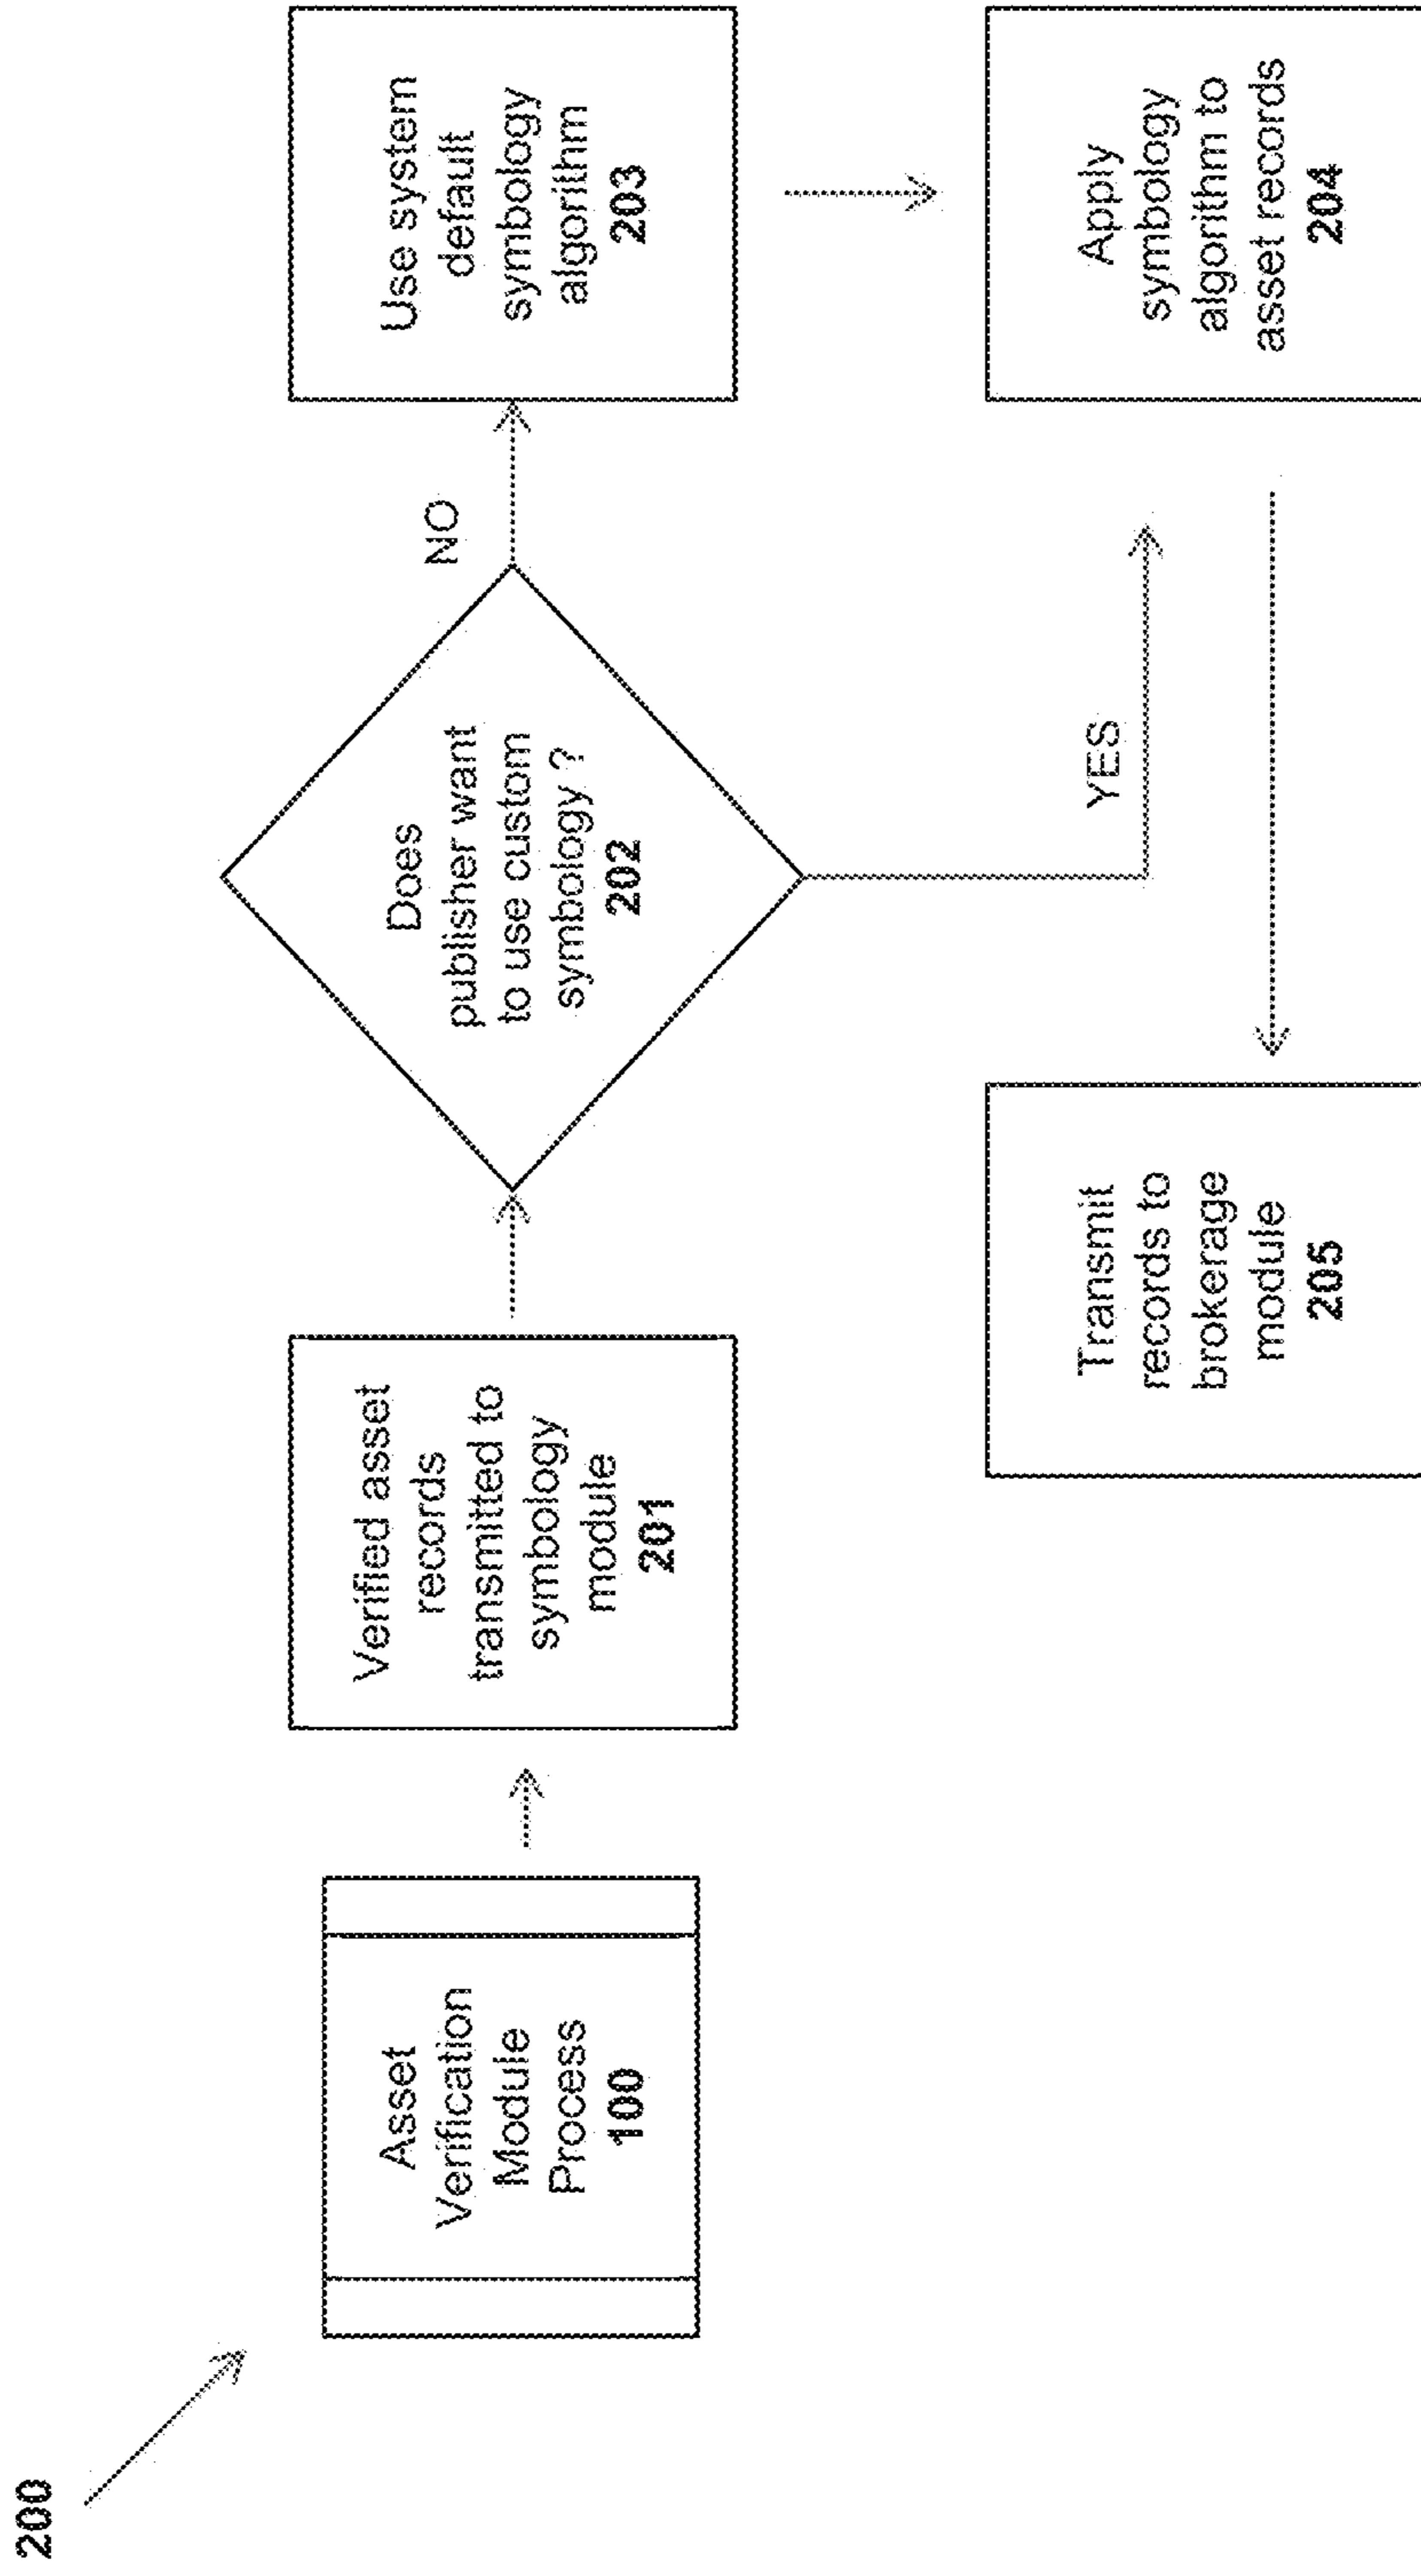 200
Asset
Verification
Module
Process
100
Verified asset
records
transmitted to
symbology
module
201
Does
publisher want
to use custom
symbology ?
202
NO
Use system
default
symbology
algorithm
203
YES
Apply
symbology
algorithm to
asset records
204
Transmit
records to
brokerage
module
205